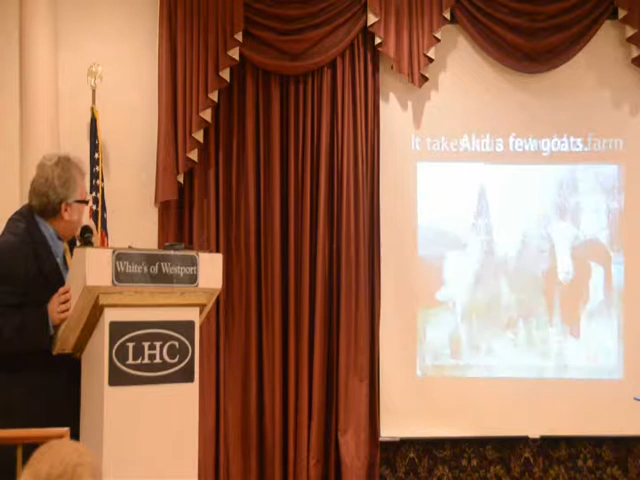 White's of Westport
LHC
It takes farm
And a few goats.